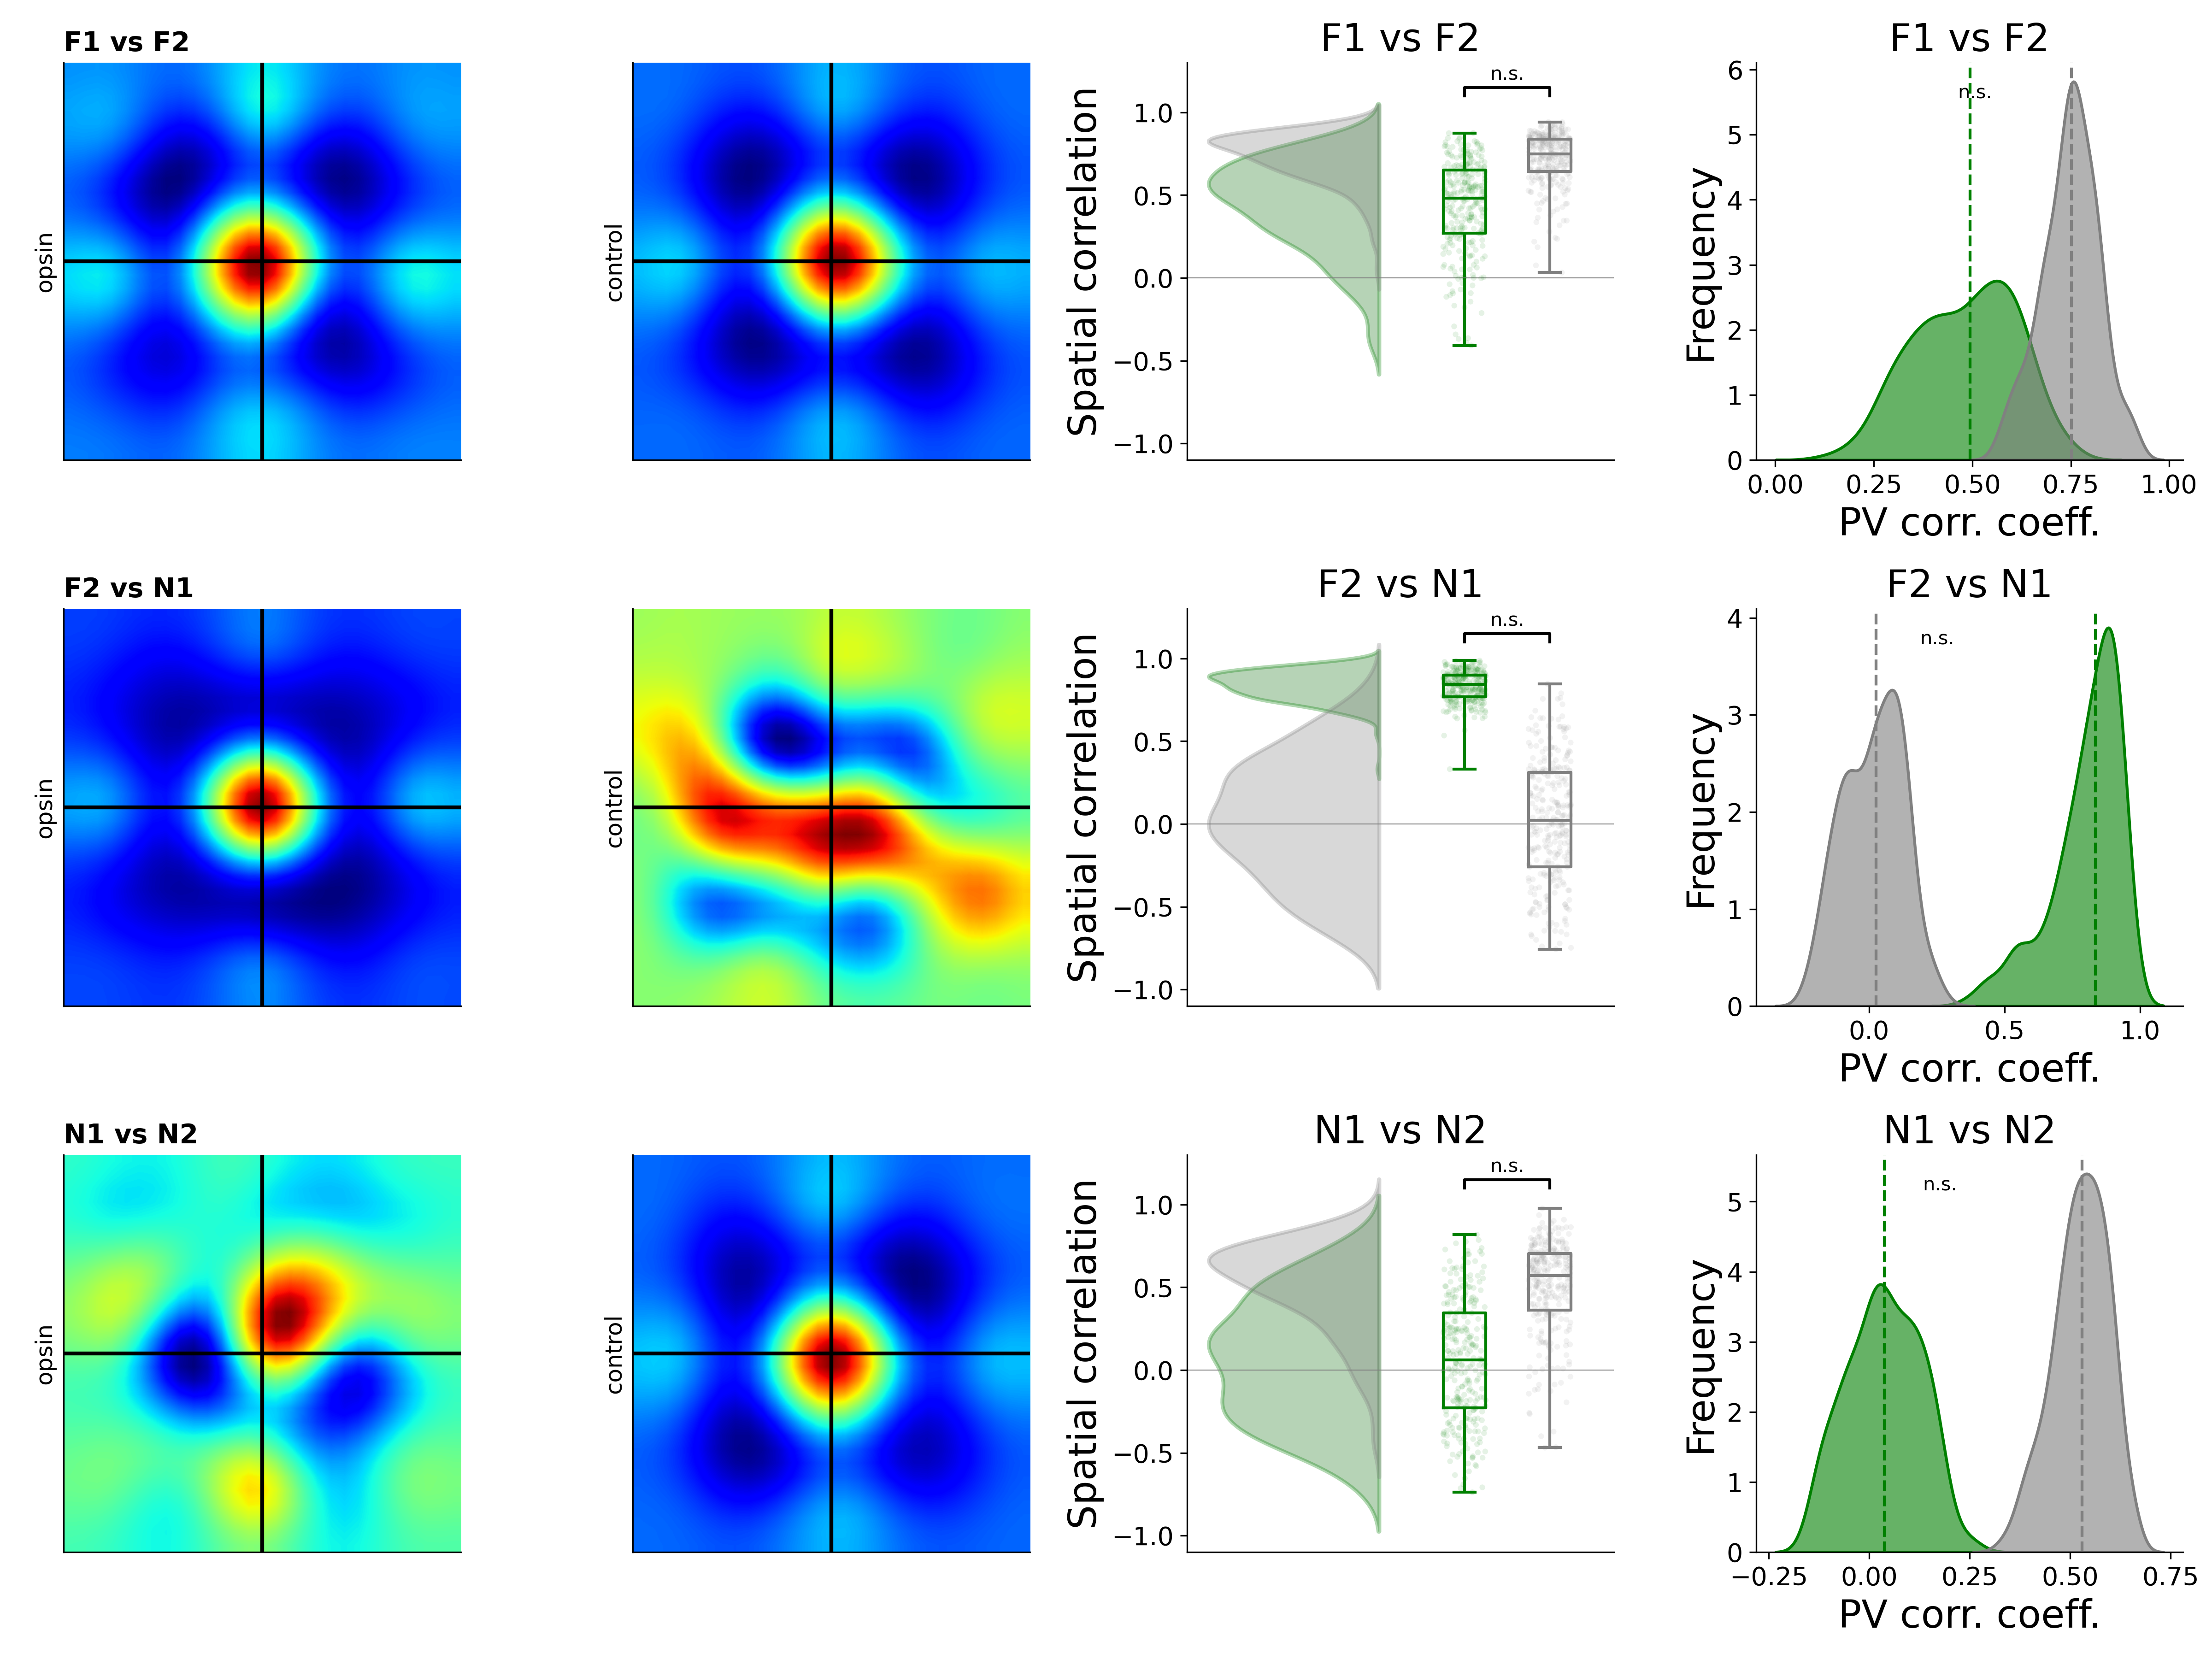 F1 vs F2
opsin
control
F1 vs F2
Spatial correlation
1.0
0.5
0.0
−0.5
−1.0
n.s.
F1 vs F2
Frequency
6
5
4
3
2
1
0
n.s.
0.00 0.25 0.50 0.75 1.00
PV corr. coeff.
F2 vs N1
opsin
control
F2 vs N1
Spatial correlation
1.0
0.5
0.0
−0.5
−1.0
n.s.
F2 vs N1
Frequency
4
3
2
1
0
n.s.
0.0 0.5 1.0
PV corr. coeff.
N1 vs N2
opsin
control
N1 vs N2
Spatial correlation
1.0
0.5
0.0
−0.5
−1.0
n.s.
N1 vs N2
Frequency
5
4
3
2
1
0
n.s.
−0.25 0.00 0.25 0.50 0.75
PV corr. coeff.